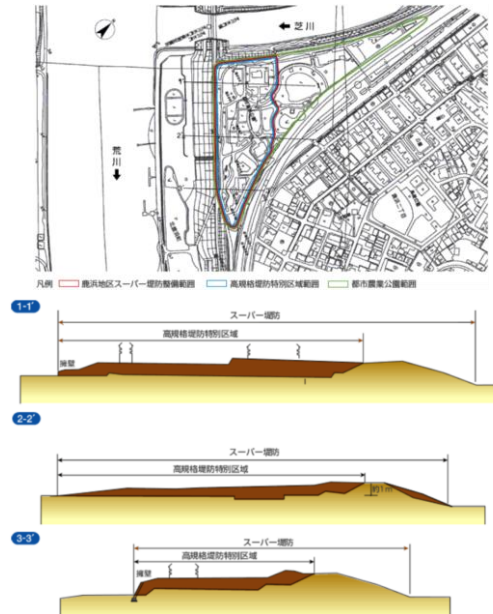 芝川
荒川
凡例 鹿浜地区スーパー堤防整備範囲 高規格堤防特別区域範囲 都市農業公園範囲
1-1'
スーパー堤防
高規格堤防特別区域
擁壁
2-2'
スーパー堤防
高規格堤防特別区域
約1m
3-3'
スーパー堤防
高規格堤防特別区域
擁壁